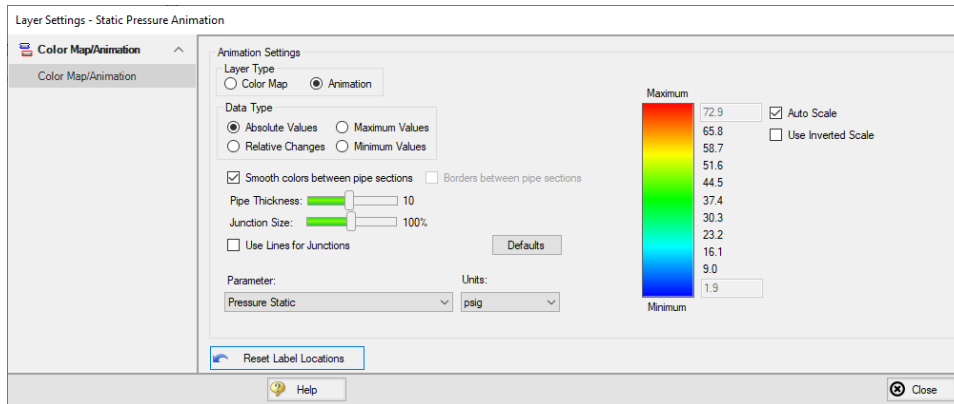 Layer Settings - Static Pressure Animation
Color Map/Animation
Color Map/Animation
Animation Settings
Layer Type
Color Map
Animation
Data Type
Absolute Values
Maximum Values
Relative Changes
Minimum Values
Smooth colors between pipe sections
Borders between pipe sections
Pipe Thickness:
10
Junction Size:
100%
Use Lines for Junctions
Defaults
Parameter:
Units:
Pressure Static
psig
Maximum
72.9
65.8
58.7
51.6
44.5
37.4
30.3
23.2
16.1
9.0
1.9
Minimum
Auto Scale
Use Inverted Scale
Reset Label Locations
Help
Close